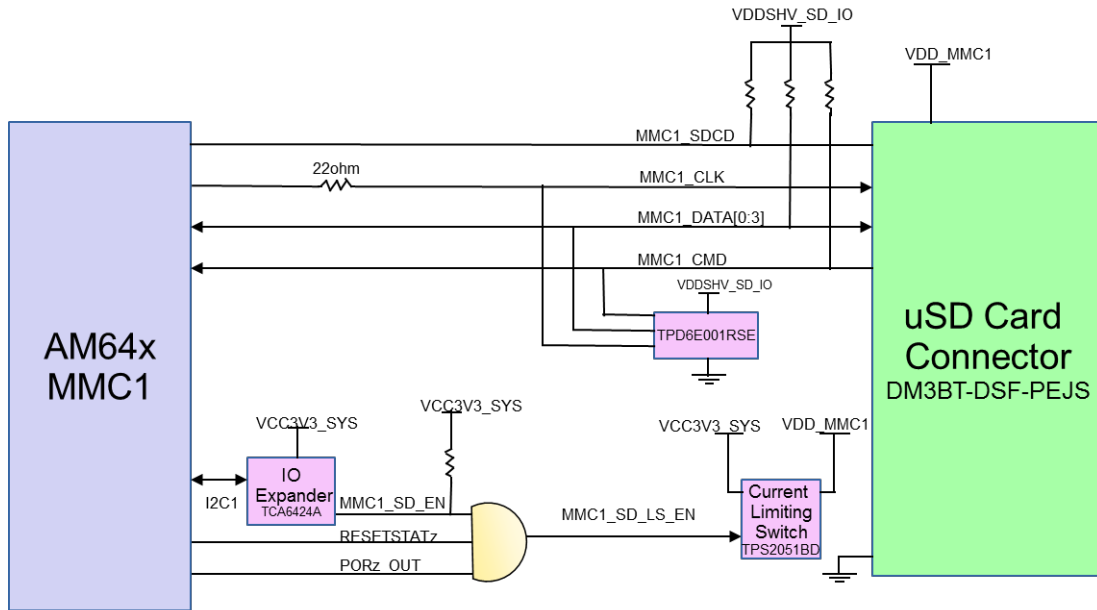 VDDSHV_SD_IO
VDD_MMC1
MMC1_SDCD
22ohm
MMC1_CLK
MMC1_DATA[0:3]
MMC1_CMD
VDDSHV_SD_IO
TPD6E001RSE
AM64x
MMC1
uSD Card
Connector
DM3BT-DSF-PEJS
VCC3V3_SYS
VCC3V3_SYS
VCC3V3_SYS
VDD_MMC1
IO
Expander
TCA6424A
I2C1
MMC1_SD_EN
MMC1_SD_LS_EN
Current
Limiting
Switch
TPS2051BD
RESETSTATz
PORz_OUT